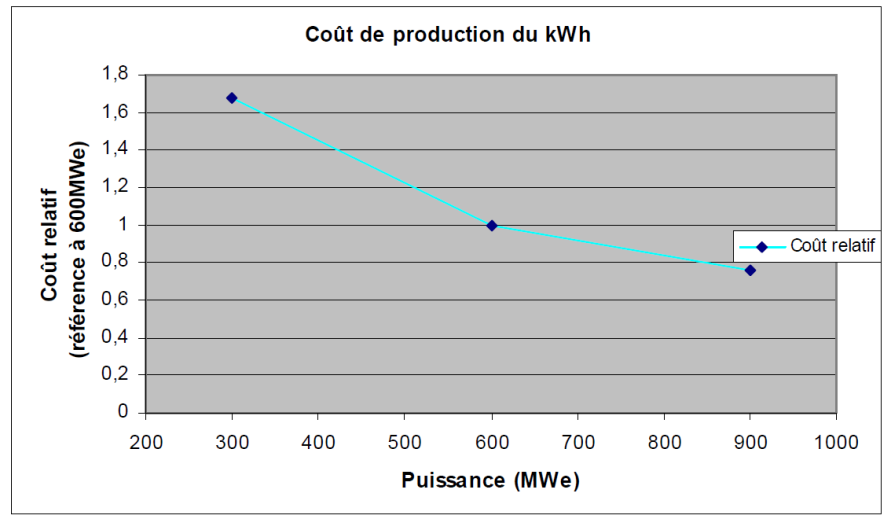 Coût de production du kWh
1,8
1,6
1,4
1,2
1
0,8
0,6
0,4
0,2
0
Coût relatif
(référence à 600MWe)
200 300 400 500 600 700 800 900 1000
Puissance (MWe)
Coût relatif